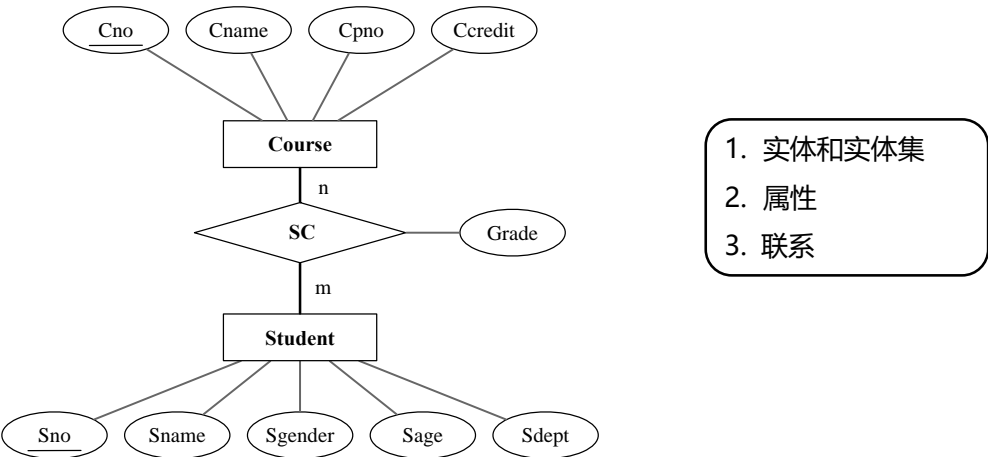 Cno Cname Cpno Ccredit
Course
n
SC Grade
m
Student
Sno Sname Sgender Sage Sdept
1. 实体和实体集
2. 属性
3. 联系